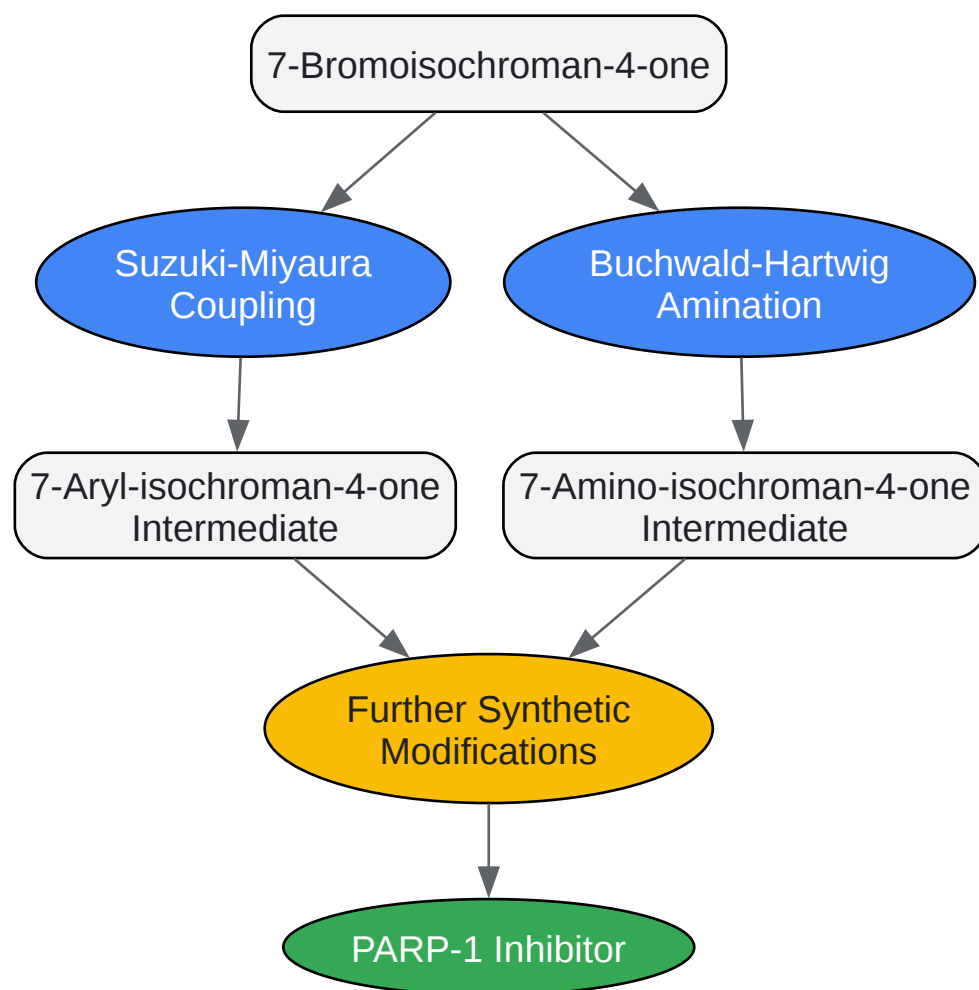 7-Bromoisochroman-4-one
Suzuki-Miyaura
Coupling
Buchwald-Hartwig
Amination
7-Aryl-isochroman-4-one
Intermediate
7-Amino-isochroman-4-one
Intermediate
Further Synthetic
Modifications
PARP-1 Inhibitor